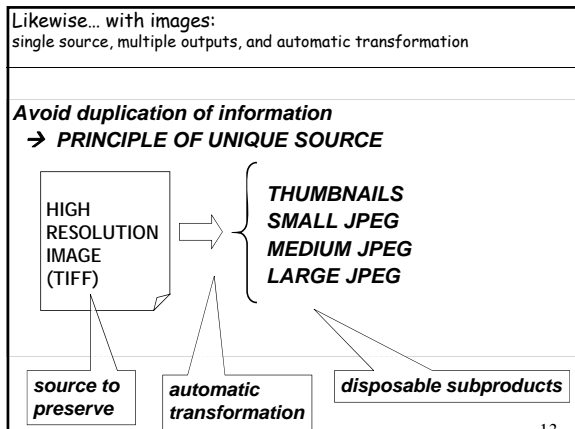 Likewise… with images:
single source, multiple outputs, and automatic transformation
Avoid duplication of information
→ PRINCIPLE OF UNIQUE SOURCE
HIGH
RESOLUTION
IMAGE
(TIFF)
THUMBNAILS
SMALL JPEG
MEDIUM JPEG
LARGE JPEG
source to
preserve
automatic
transformation
disposable subproducts